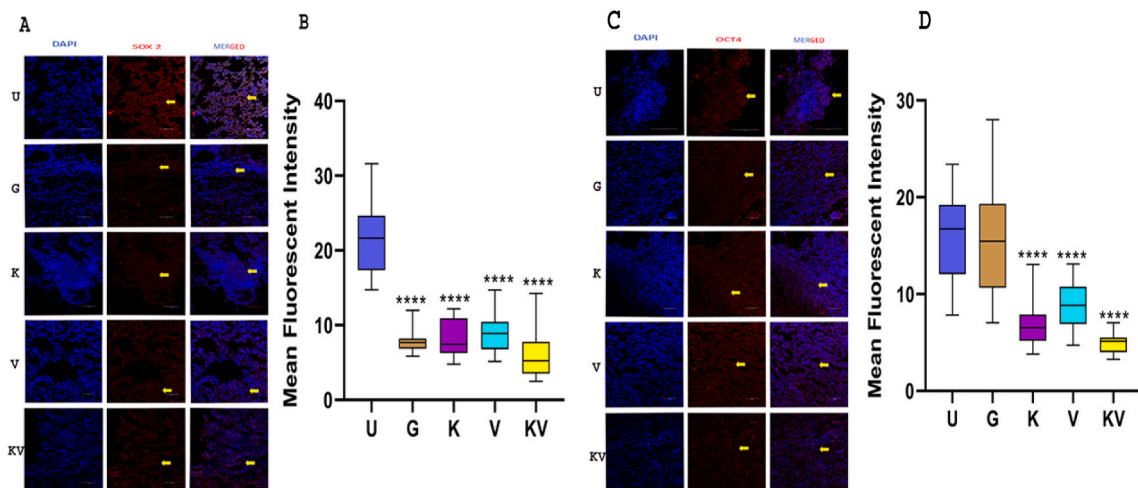 A
DAPI SOX 2 MERGED
U
G
K
V
KV
B
Mean Fluorescent Intensity
40
30
20
10
0
**** **** **** ****
U G K V KV
C
DAPI OCT4 MERGED
U
G
K
V
KV
D
Mean Fluorescent Intensity
30
20
10
0
**** **** ****
U G K V KV